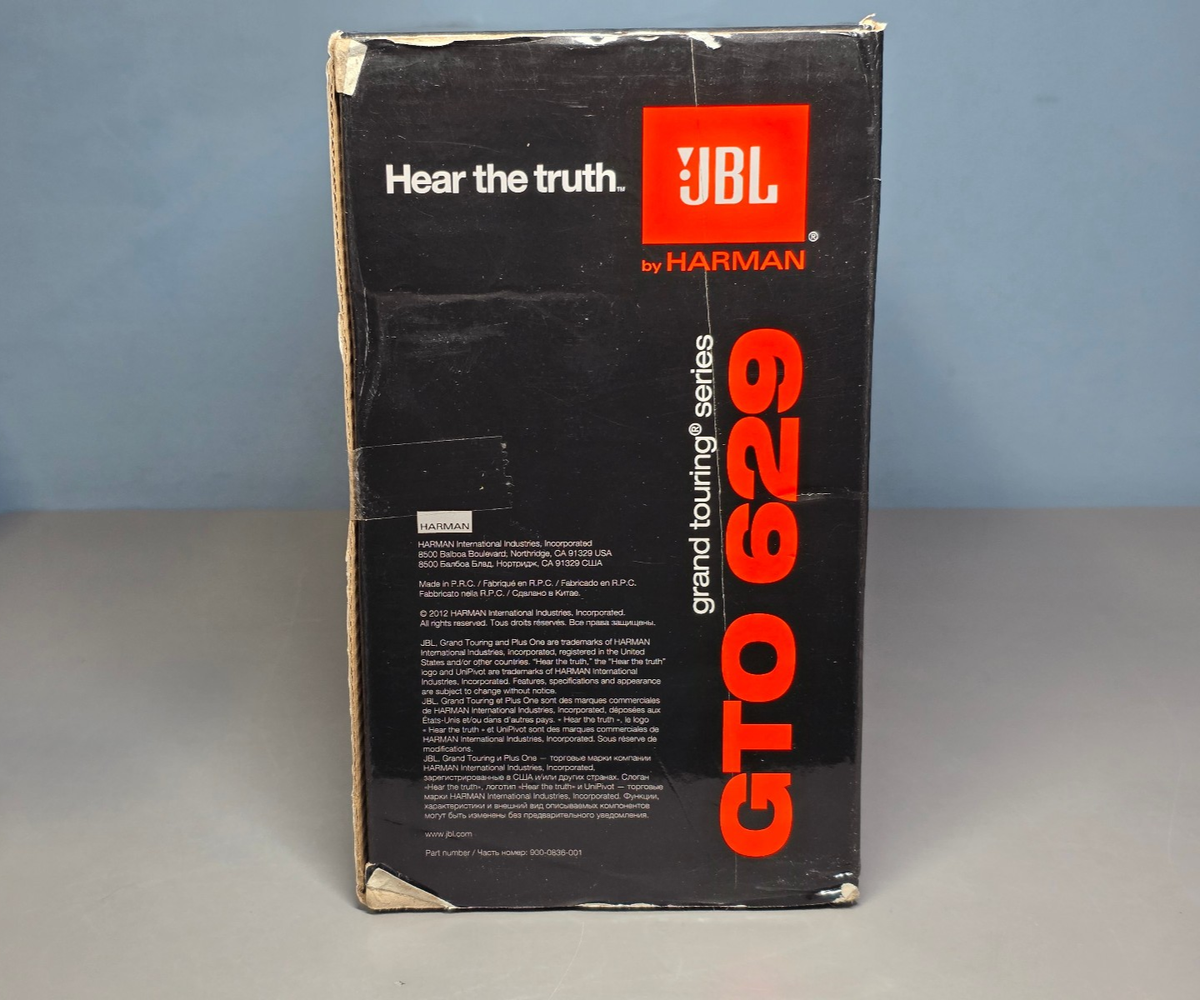 Hear the truth™
JBL®
by HARMAN
grand touring® series
GTO 629
HARMAN
HARMAN International Industries, Incorporated
8500 Balboa Boulevard, Northridge, CA 91329 USA
8500 Балбоа Блвд, Нортридж, CA 91329 США
Made in P.R.C. / Fabriqué en R.P.C. / Fabricado en R.P.C.
Fabbricato nella R.P.C. / Сделано в Китае.
© 2012 HARMAN International Industries, Incorporated.
All rights reserved. Tous droits réservés. Все права защищены.
JBL, Grand Touring and Plus One are trademarks of HARMAN
International Industries, Incorporated, registered in the United
States and/or other countries. "Hear the truth," the "Hear the truth"
logo and UniPivot are trademarks of HARMAN International
Industries, Incorporated. Features, specifications and appearance
are subject to change without notice.
JBL, Grand Touring et Plus One sont des marques commerciales
de HARMAN International Industries, Incorporated, déposées aux
États-Unis et/ou dans d'autres pays. « Hear the truth », le logo
« Hear the truth » et UniPivot sont des marques commerciales de
HARMAN International Industries, Incorporated. Sous réserve de
modifications.
JBL, Grand Touring и Plus One — торговые марки компании
HARMAN International Industries, Incorporated,
зарегистрированные в США и/или других странах. Слоган
«Hear the truth», логотип «Hear the truth» и UniPivot — торговые
марки HARMAN International Industries, Incorporated. Функции,
характеристики и внешний вид описываемых компонентов
могут быть изменены без предварительного уведомления.
www.jbl.com
Part number / Часть номер: 900-0836-001